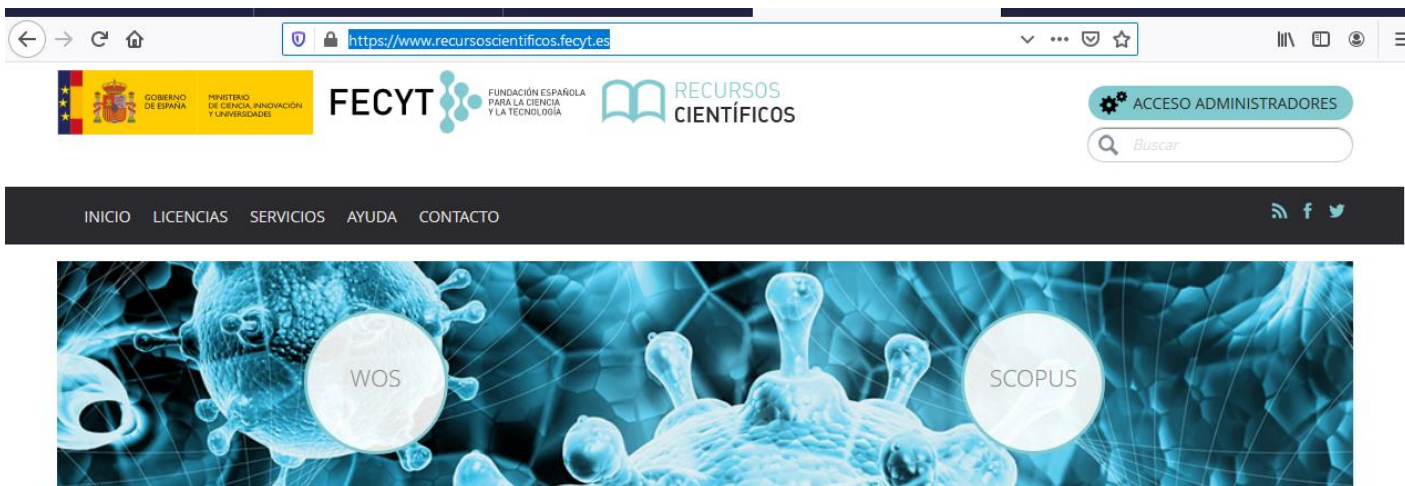 https://www.recursoscientificos.fecyt.es
GOBIERNO
DE ESPAÑA
MINISTERIO
DE CIENCIA, INNOVACIÓN
Y UNIVERSIDADES
FECYT
FUNDACIÓN ESPAÑOLA
PARA LA CIENCIA
Y LA TECNOLOGÍA
RECURSOS
CIENTÍFICOS
ACCESO ADMINISTRADORES
Buscar
INICIO LICENCIAS SERVICIOS AYUDA CONTACTO
WOS
SCOPUS